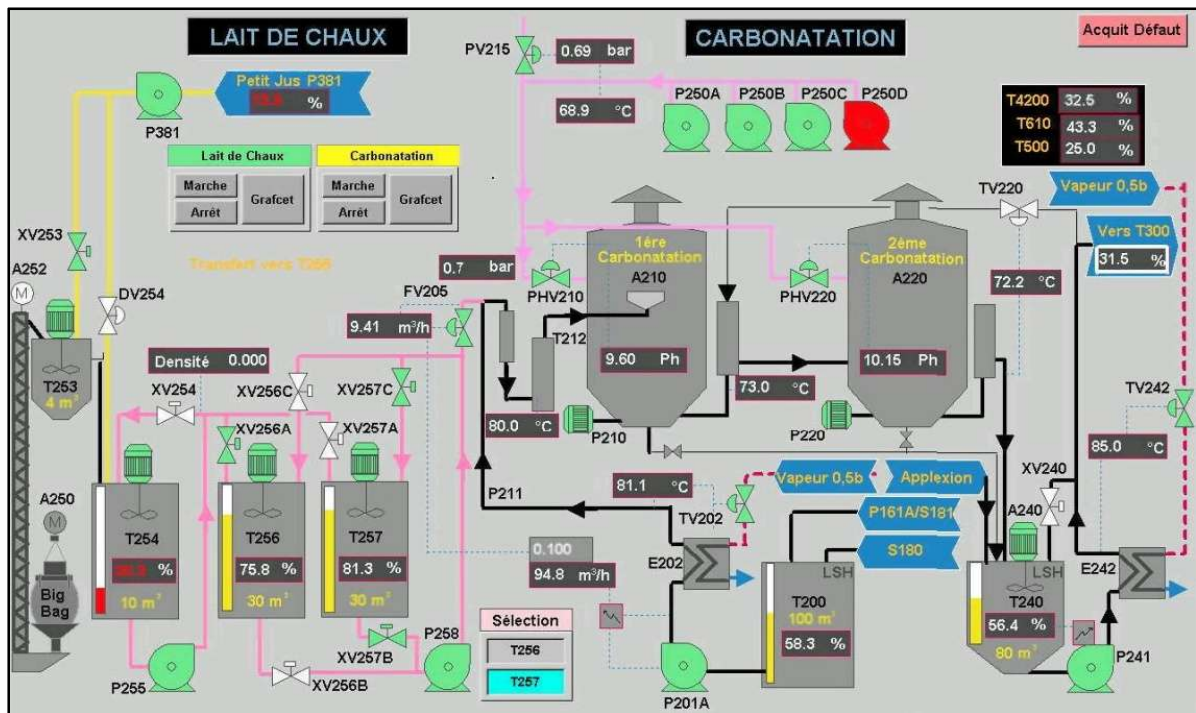 LAIT DE CHAUX
CARBONATATION
Acquit Défaut
PV215
0.69 bar
Petit Jus P381
%
P381
68.9 °C
P250A
P250B
P250C
P250D
T4200 32.5 %
T610 43.3 %
T500 25.0 %
Lait de Chaux
Carbonatation
Marche
Arrêt
Grafcet
Marche
Arrêt
Grafcet
Vapeur 0,5b
TV220
Vers T300
31.5 %
XV253
A252
M
Transfert vers T256
DV254
0.7 bar
FV205
9.41 m³/h
PHV210
1ére
Carbonatation
A210
PHV220
2éme
Carbonatation
A220
72.2 °C
T212
9.60 Ph
10.15 Ph
73.0 °C
TV242
T253
4 m³
Densité 0.000
XV254
XV256C
XV257C
XV256A
XV257A
80.0 °C
P210
P220
85.0 °C
XV240
A250
M
Big
Bag
T254
%
10 m³
T256
75.8 %
30 m³
T257
81.3 %
30 m³
P211
81.1 °C
TV202
Vapeur 0,5b
Applexion
P161A/S181
S180
A240
0.100
94.8 m³/h
E202
LSH
T200
100 m³
58.3 %
LSH
T240
56.4 %
80 m³
E242
P241
P255
XV256B
XV257B
P258
Sélection
T256
T257
P201A